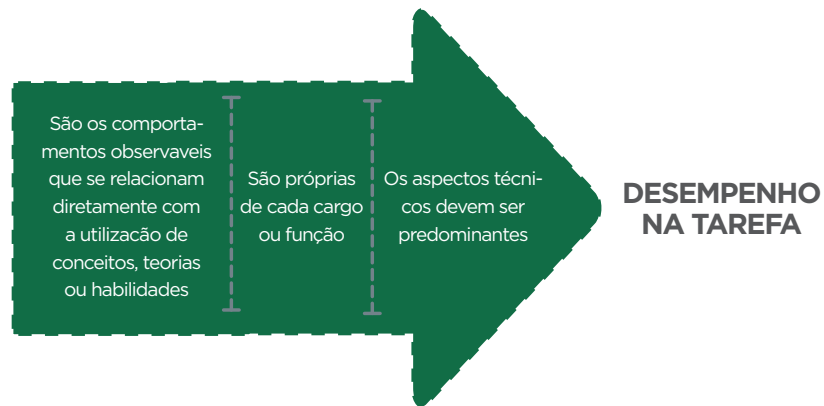 São os comporta-
mentos observaveis
que se relacionam
diretamente com
a utilizacão de
conceitos, teorias
ou habilidades
São próprias
de cada cargo
ou função
Os aspectos técni-
cos devem ser
predominantes
DESEMPENHO
NA TAREFA